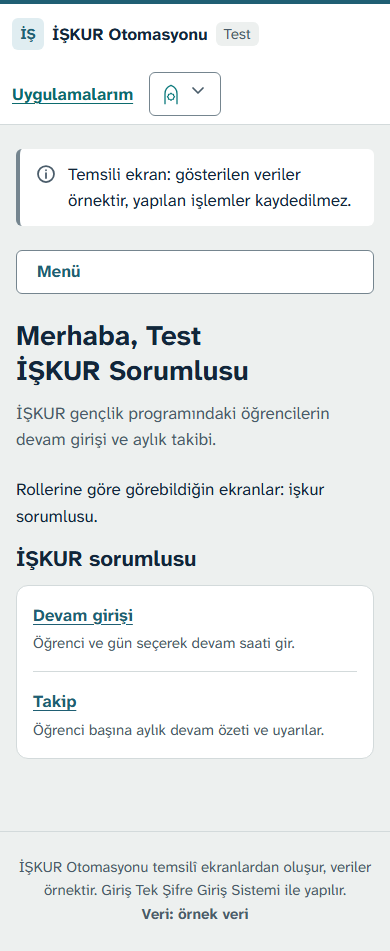 İŞ İŞKUR Otomasyonu Test
Uygulamalarım
Temsili ekran: gösterilen veriler
örnektir, yapılan işlemler kaydedilmez.
Menü
Merhaba, Test
İŞKUR Sorumlusu
İŞKUR gençlik programındaki öğrencilerin
devam girişi ve aylık takibi.
Rollerine göre görebildiğin ekranlar: işkur
sorumlusu.
İŞKUR sorumlusu
Devam girişi
Öğrenci ve gün seçerek devam saati gir.
Takip
Öğrenci başına aylık devam özeti ve uyarılar.
İŞKUR Otomasyonu temsilî ekranlardan oluşur, veriler
örnektir. Giriş Tek Şifre Giriş Sistemi ile yapılır.
Veri: örnek veri